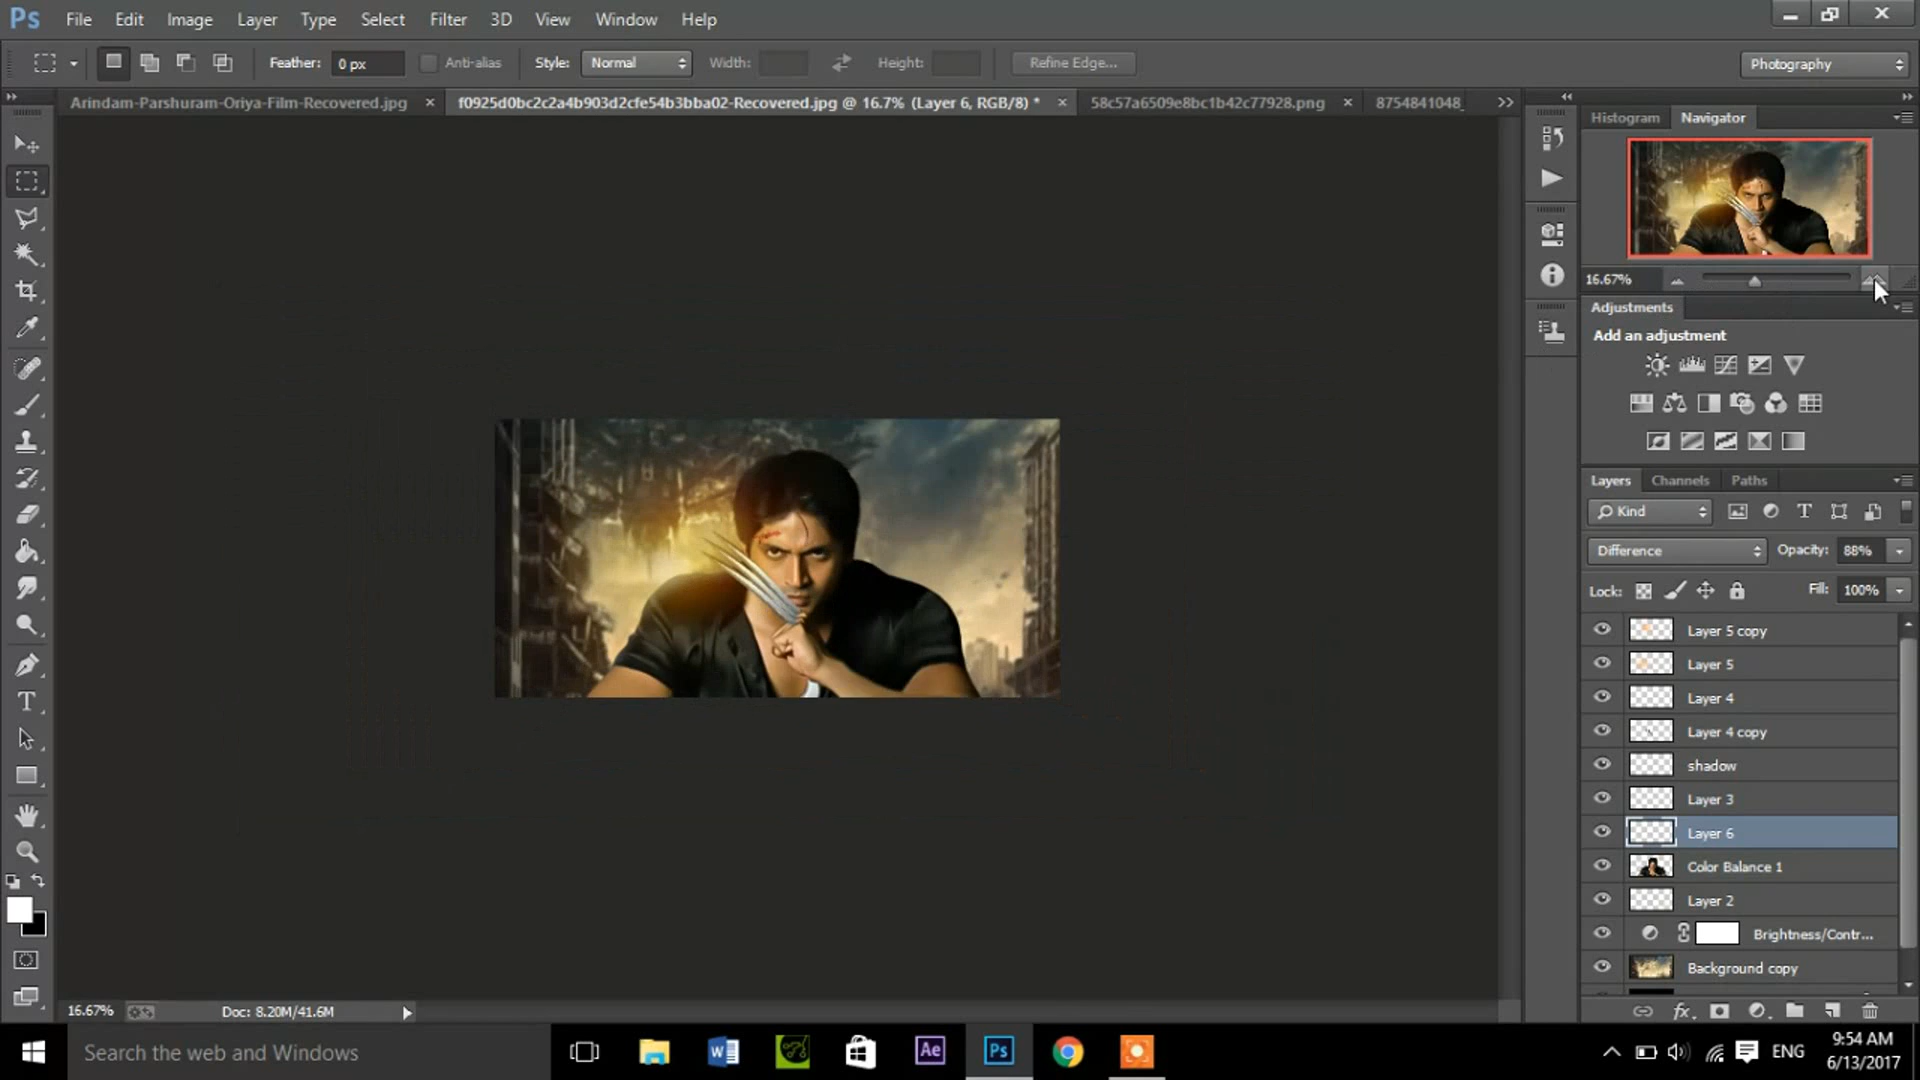 Ps File Edit Image Layer Type Select Filter 3D View Window Help
Feather: 0 px Anti-alias Style: Normal Width: Height: Refine Edge... Photography
Arindam-Parshuram-Oriya-Film-Recovered.jpg × f0925d0bc2c2a4b903d2cfe54b3bba02-Recovered.jpg @ 16.7% (Layer 6, RGB/8) * × 58c57a6509e8bc1b42c77928.png × 8754841048_
Histogram Navigator
16.67%
Adjustments
Add an adjustment
Layers Channels Paths
Kind
Difference Opacity: 88%
Lock: Fill: 100%
Layer 5 copy
Layer 5
Layer 4
Layer 4 copy
shadow
Layer 3
Layer 6
Color Balance 1
Layer 2
Brightness/Contr...
Background copy
16.67% Doc: 8.20M/41.6M
Search the web and Windows
Ae Ps
ENG
9:54 AM
6/13/2017